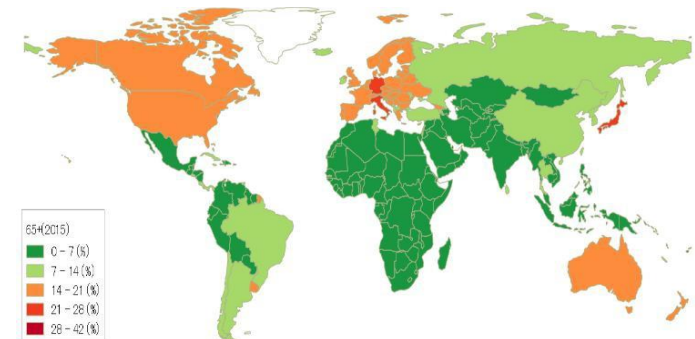 65+(2015)
0 - 7 (%)
7 - 14 (%)
14 - 21 (%)
21 - 28 (%)
28 - 42 (%)